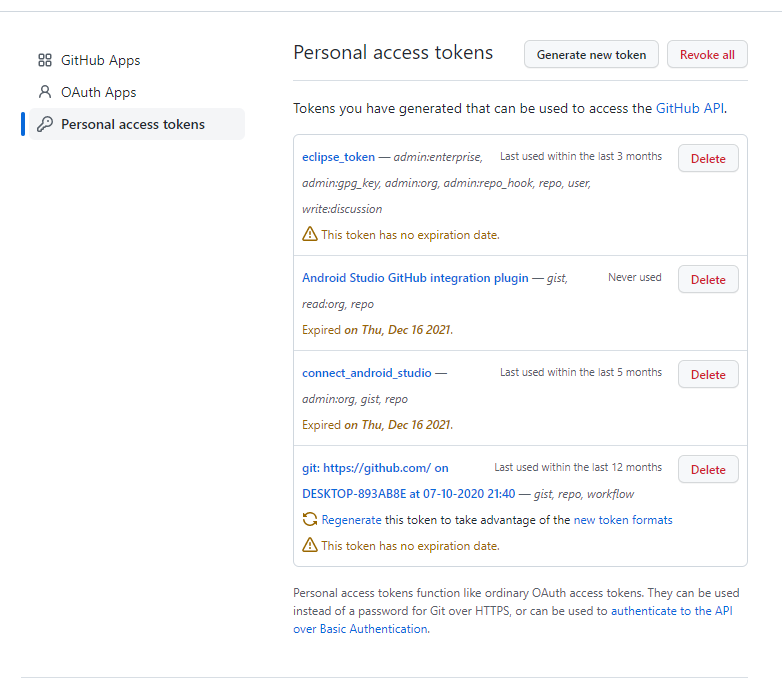 GitHub Apps
OAuth Apps
Personal access tokens
Personal access tokens
Generate new token
Revoke all
Tokens you have generated that can be used to access the GitHub API.
eclipse_token — admin:enterprise, Last used within the last 3 months Delete
admin:gpg_key, admin:org, admin:repo_hook, repo, user,
write:discussion
This token has no expiration date.
Android Studio GitHub integration plugin — gist, Never used Delete
read:org, repo
Expired on Thu, Dec 16 2021.
connect_android_studio — Last used within the last 5 months Delete
admin:org, gist, repo
Expired on Thu, Dec 16 2021.
git: https://github.com/ on Last used within the last 12 months Delete
DESKTOP-893AB8E at 07-10-2020 21:40 — gist, repo, workflow
Regenerate this token to take advantage of the new token formats
This token has no expiration date.
Personal access tokens function like ordinary OAuth access tokens. They can be used
instead of a password for Git over HTTPS, or can be used to authenticate to the API
over Basic Authentication.